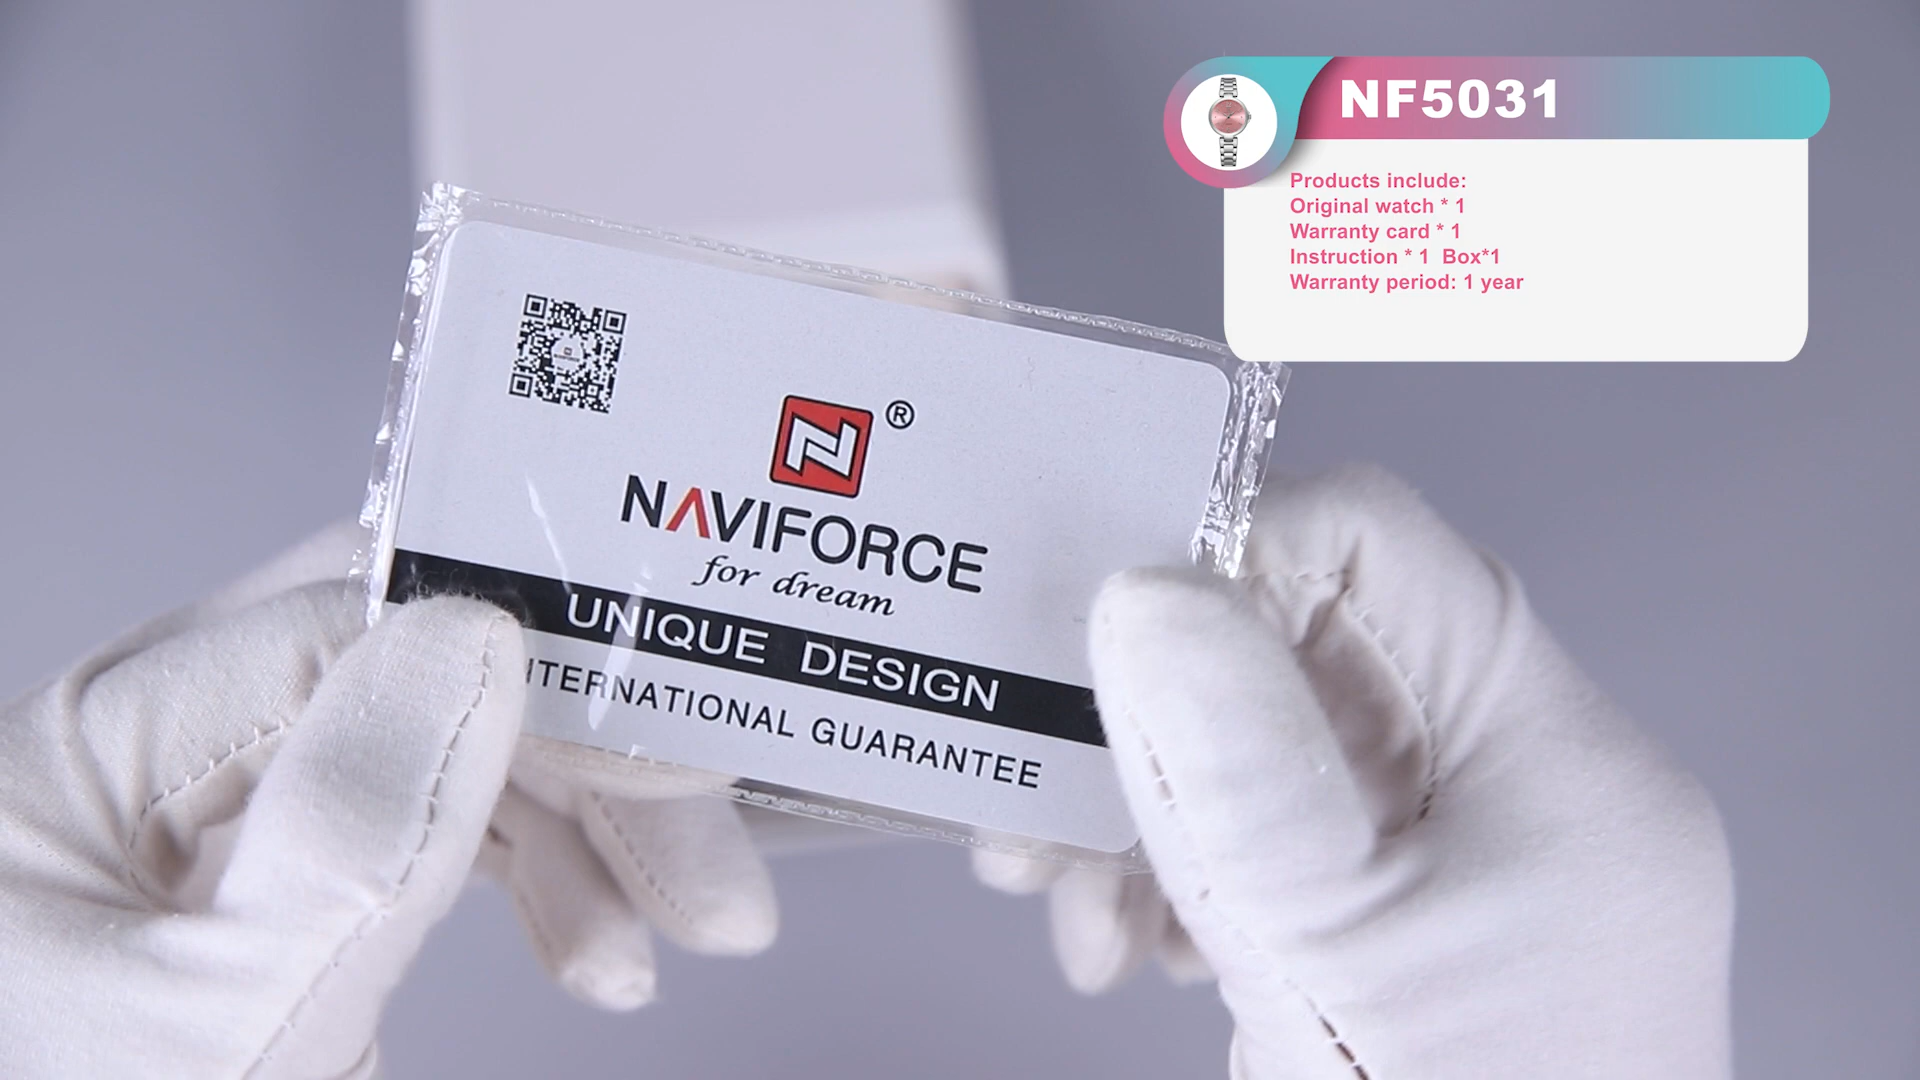 NF5031
Products include:
Original watch * 1
Warranty card * 1
Instruction * 1 Box*1
Warranty period: 1 year
®
NAVIFORCE
for dream
UNIQUE DESIGN
GUARANTEE